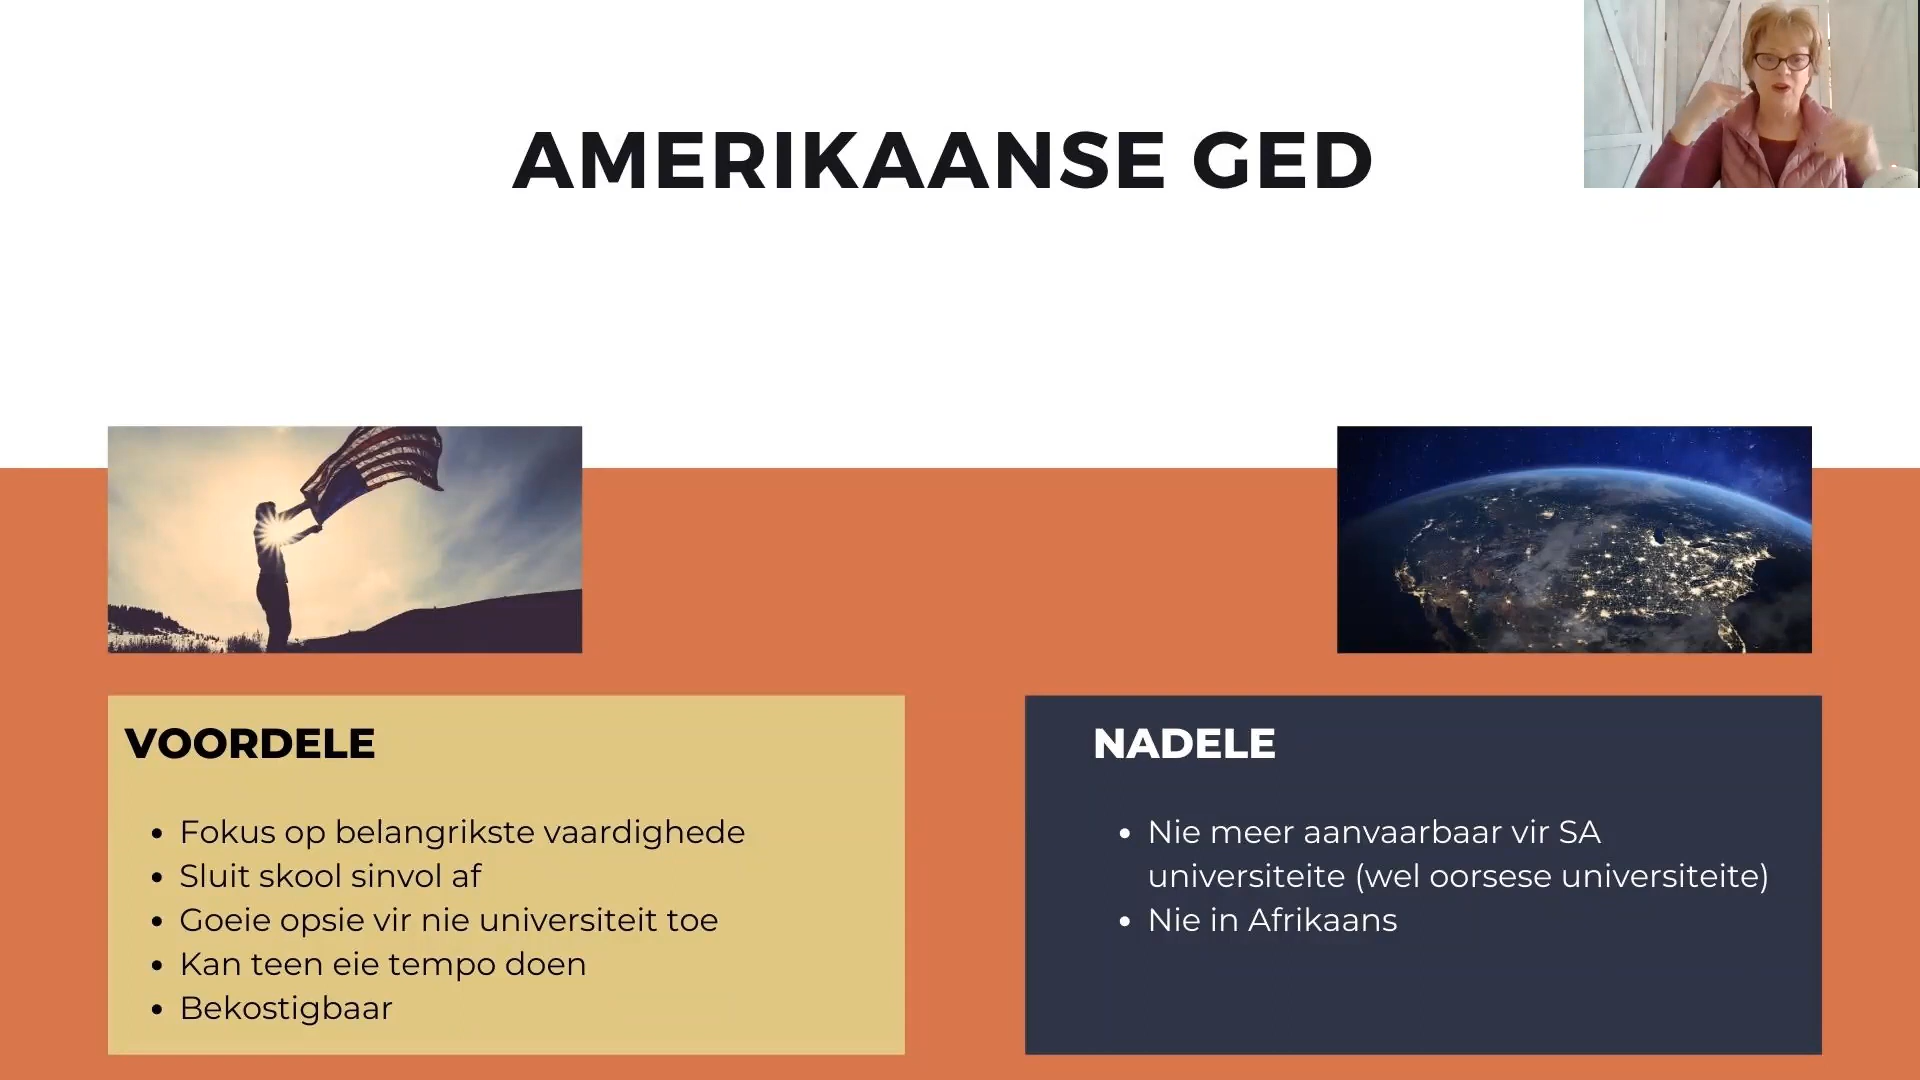 AMERIKAANSE GED
VOORDELE
• Fokus op belangrikste vaardighede
• Sluit skool sinvol af
• Goeie opsie vir nie universiteit toe
• Kan teen eie tempo doen
• Bekostigbaar
NADELE
• Nie meer aanvaarbaar vir SA
universiteite (wel oorsese universiteite)
• Nie in Afrikaans